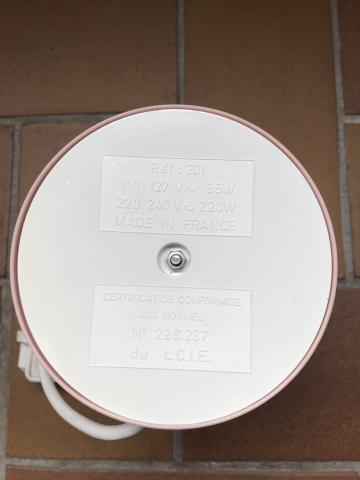 Réf : 201
110 127 V~ 55W
220 240 V~ 220W
MADE IN FRANCE
CERTIFICAT DE CONFORMITE
AUX NORMES
N° 226.237
du L.C.I.E.